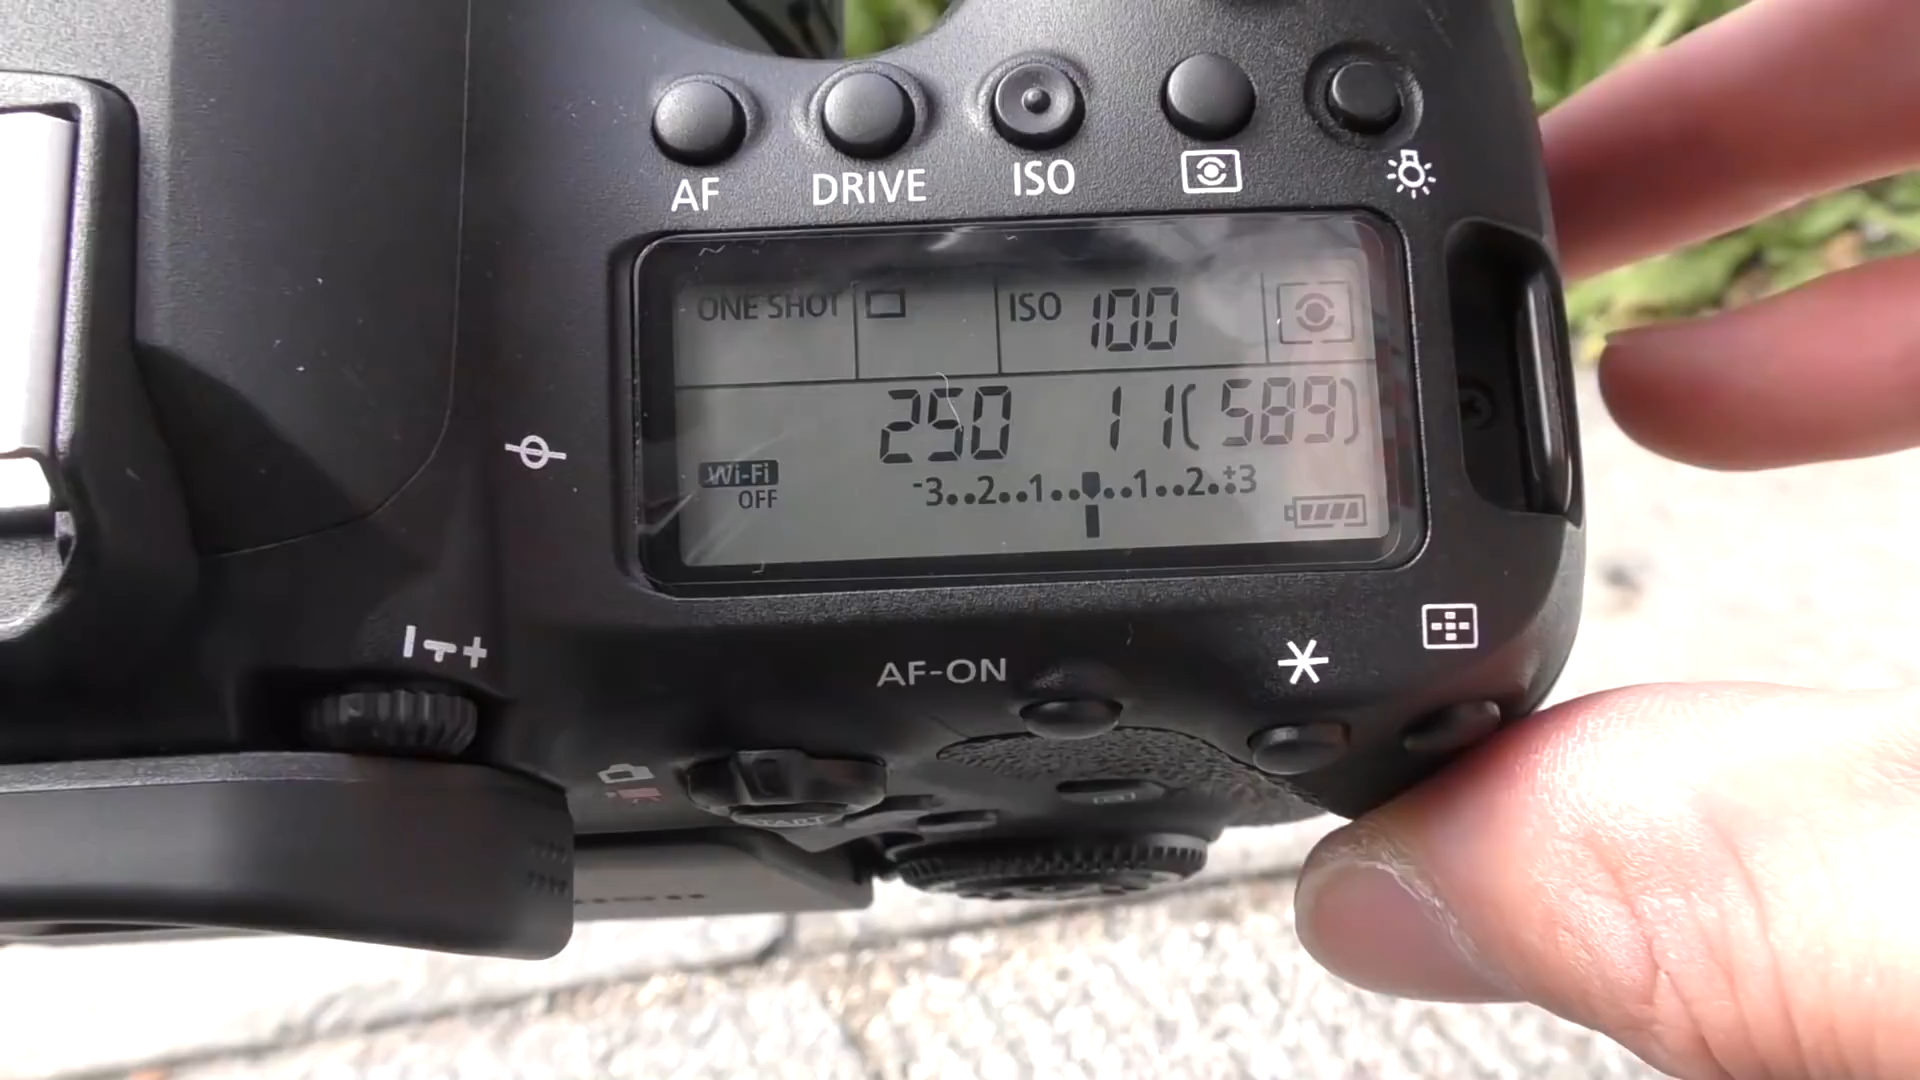 AF DRIVE ISO
ONE SHOT ISO 100
250 11(589)
Wi-Fi
OFF
-3..2..1..▼..1..2..+3
AF-ON
START